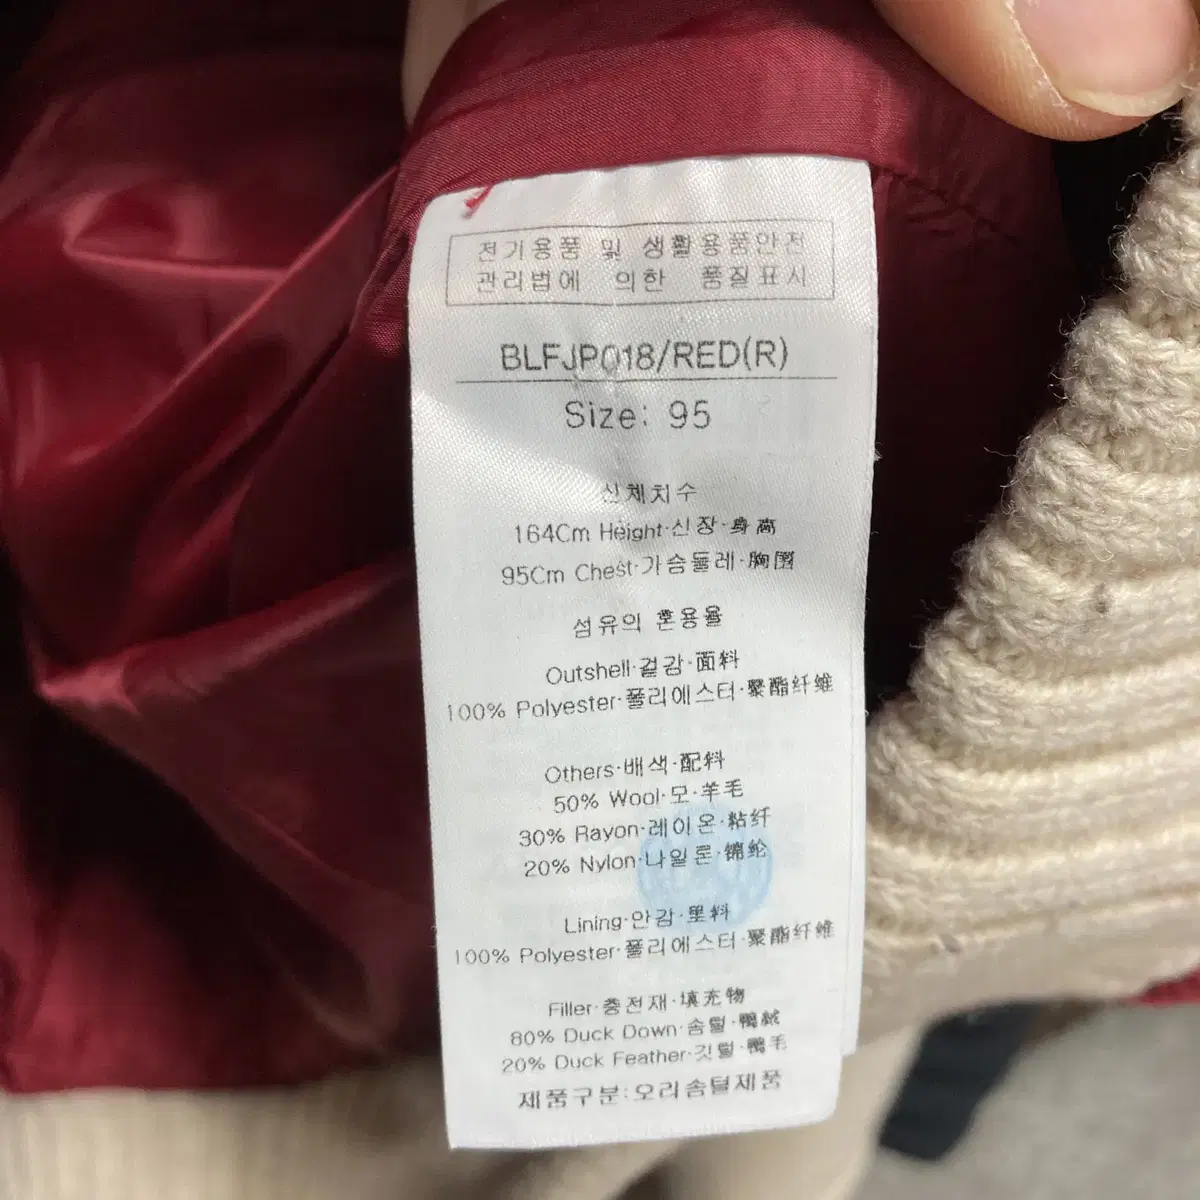 전기용품 및 생활용품안전
관리법에 의한 품질표시
BLFJP018/RED(R)
Size: 95
신체치수
164Cm Height·신장·身高
95Cm Chest·가슴둘레·胸围
섬유의 혼용율
Outshell·겉감·面料
100% Polyester·폴리에스터·聚酯纤维
Others·배색·配料
50% Wool·모·羊毛
30% Rayon·레이온·粘纤
20% Nylon·나일론·锦纶
Lining·안감·里料
100% Polyester·폴리에스터·聚酯纤维
Filler·충전재·填充物
80% Duck Down·솜털·鸭绒
20% Duck Feather·깃털·鸭毛
제품구분:오리솜털제품